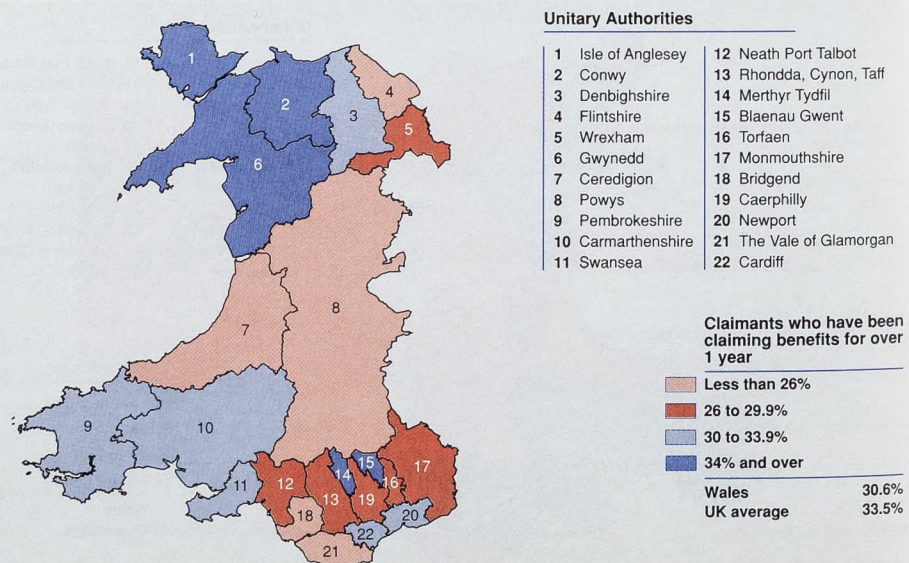 Unitary Authorities
1 Isle of Anglesey
2 Conwy
3 Denbighshire
4 Flintshire
5 Wrexham
6 Gwynedd
7 Ceredigion
8 Powys
9 Pembrokeshire
10 Carmarthenshire
11 Swansea
12 Neath Port Talbot
13 Rhondda, Cynon, Taff
14 Merthyr Tydfil
15 Blaenau Gwent
16 Torfaen
17 Monmouthshire
18 Bridgend
19 Caerphilly
20 Newport
21 The Vale of Glamorgan
22 Cardiff
1
2
3
4
5
6
7
8
9
10
11
12
13
14
15
16
17
18
19
20
21
22
Claimants who have been
claiming benefits for over
1 year
Less than 26%
26 to 29.9%
30 to 33.9%
34% and over
Wales 30.6%
UK average 33.5%